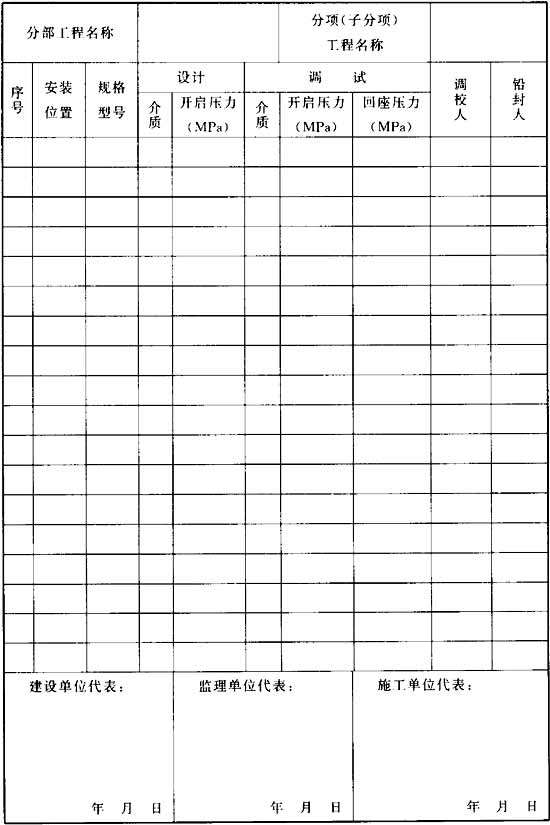 分部工程名称
分项(子分项)
工程名称
序号
安装
位置
规格
型号
设计
调 试
介质
开启压力
(MPa)
介质
开启压力
(MPa)
回座压力
(MPa)
调校人
铅封人
建设单位代表:
监理单位代表:
施工单位代表:
年 月 日
年 月 日
年 月 日